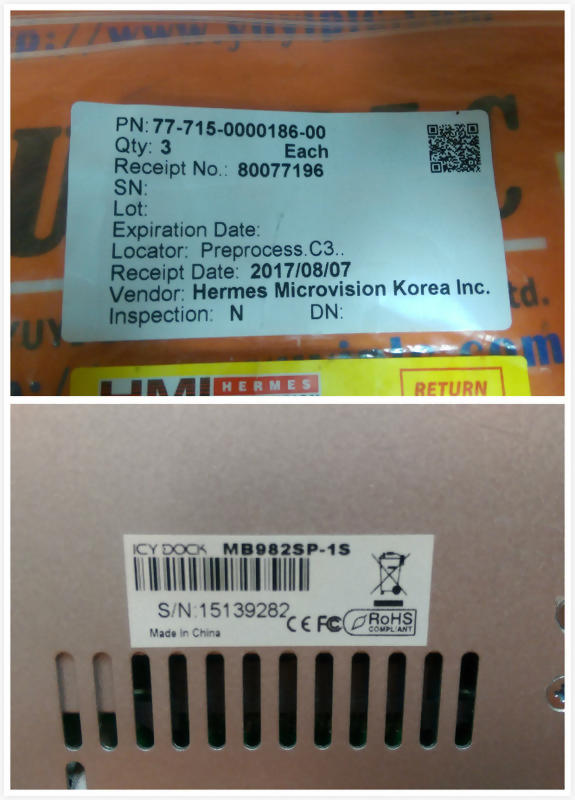 PN: 77-715-0000186-00
Qty: 3 Each
Receipt No.: 80077196
SN:
Lot:
Expiration Date:
Locator: Preprocess.C3..
Receipt Date: 2017/08/07
Vendor: Hermes Microvision Korea Inc.
Inspection: N DN:
td.
HMI HERMES
RETURN
ICY DOCK MB982SP-1S
S/N:15139282
CE FC RoHS
COMPLIANT
Made In China